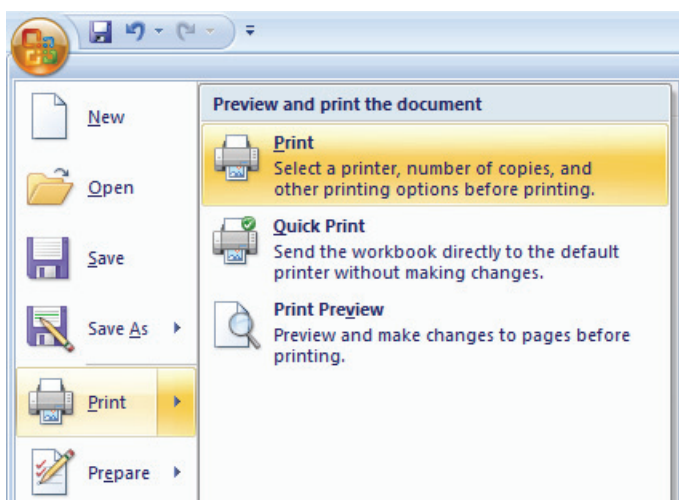 New
Open
Save
Save As
Print
Prepare
Preview and print the document
Print
Select a printer, number of copies, and
other printing options before printing.
Quick Print
Send the workbook directly to the default
printer without making changes.
Print Preview
Preview and make changes to pages before
printing.